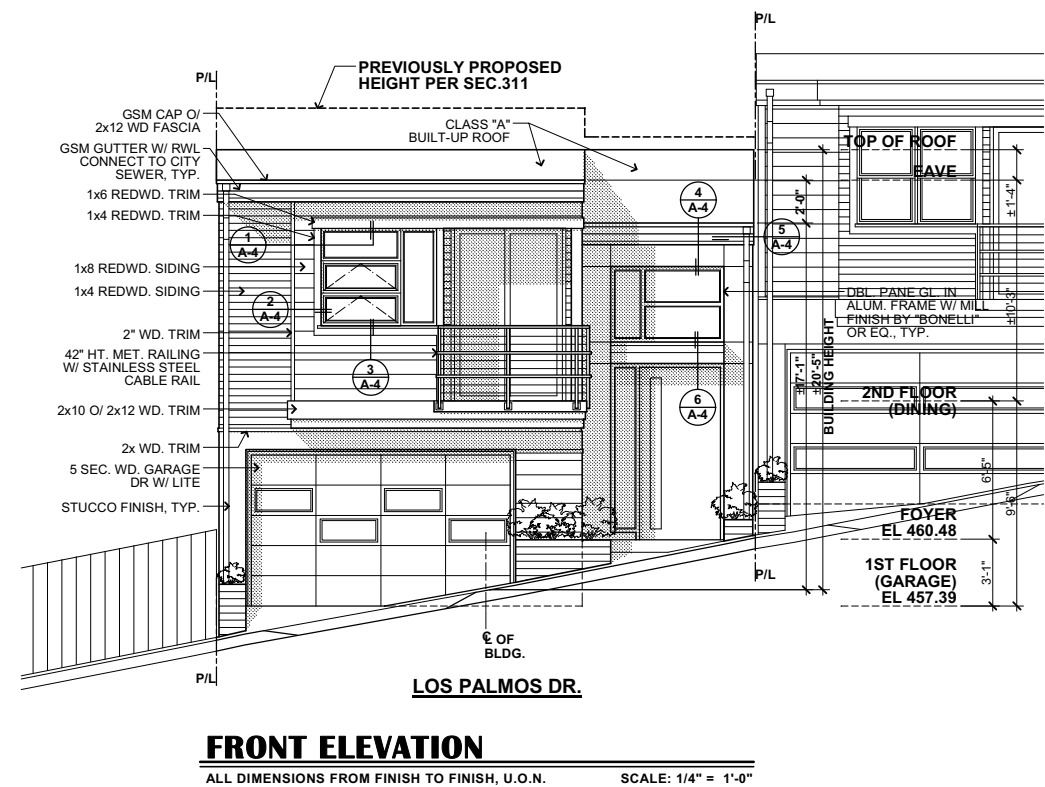 P/L
P/L
PREVIOUSLY PROPOSED
HEIGHT PER SEC.311
GSM CAP O/
2x12 WD FASCIA
CLASS "A"
BUILT-UP ROOF
GSM GUTTER W/ RWL
CONNECT TO CITY
SEWER, TYP.
1x6 REDWD. TRIM
1x4 REDWD. TRIM
1x8 REDWD. SIDING
1x4 REDWD. SIDING
2" WD. TRIM
42" HT. MET. RAILING
W/ STAINLESS STEEL
CABLE RAIL
2x10 O/ 2x12 WD. TRIM
2x WD. TRIM
5 SEC. WD. GARAGE
DR W/ LITE
STUCCO FINISH, TYP.
1
A-4
2
A-4
3
A-4
4
A-4
5
A-4
6
A-4
TOP OF ROOF
EAVE
2'-0"
±1'-4"
DBL. PANE GL. IN
ALUM. FRAME W/ MILL
FINISH BY "BONELLI"
OR EQ., TYP.
±10'-3"
±17'-1"
±20'-5"
BUILDING HEIGHT
2ND FLOOR
(DINING)
6'-5"
9'-6"
FOYER
EL 460.48
1ST FLOOR
(GARAGE)
EL 457.39
3'-1"
P/L
℄ OF
BLDG.
P/L
LOS PALMOS DR.
FRONT ELEVATION
ALL DIMENSIONS FROM FINISH TO FINISH, U.O.N.
SCALE: 1/4" = 1'-0"